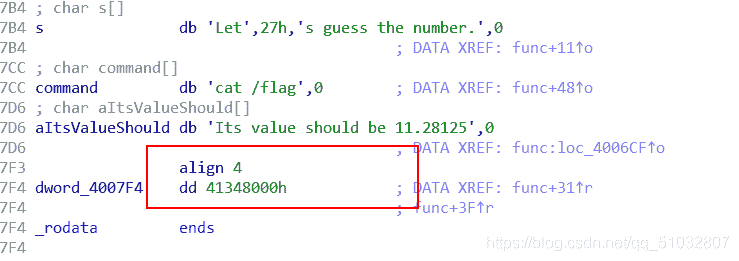 7B4 ; char s[]
7B4 s db 'Let',27h,'s guess the number.',0
7B4 ; DATA XREF: func+11↑o
7CC ; char command[]
7CC command db 'cat /flag',0 ; DATA XREF: func+48↑o
7D6 ; char aItsValueShould[]
7D6 aItsValueShould db 'Its value should be 11.28125',0
7D6 ; DATA XREF: func:loc_4006CF↑o
7F3 align 4
7F4 dword_4007F4 dd 41348000h ; DATA XREF: func+31↑r
7F4 ; func+3F↑r
7F4 _rodata ends
7F4
https://blog.csdn.net/qq_51032807